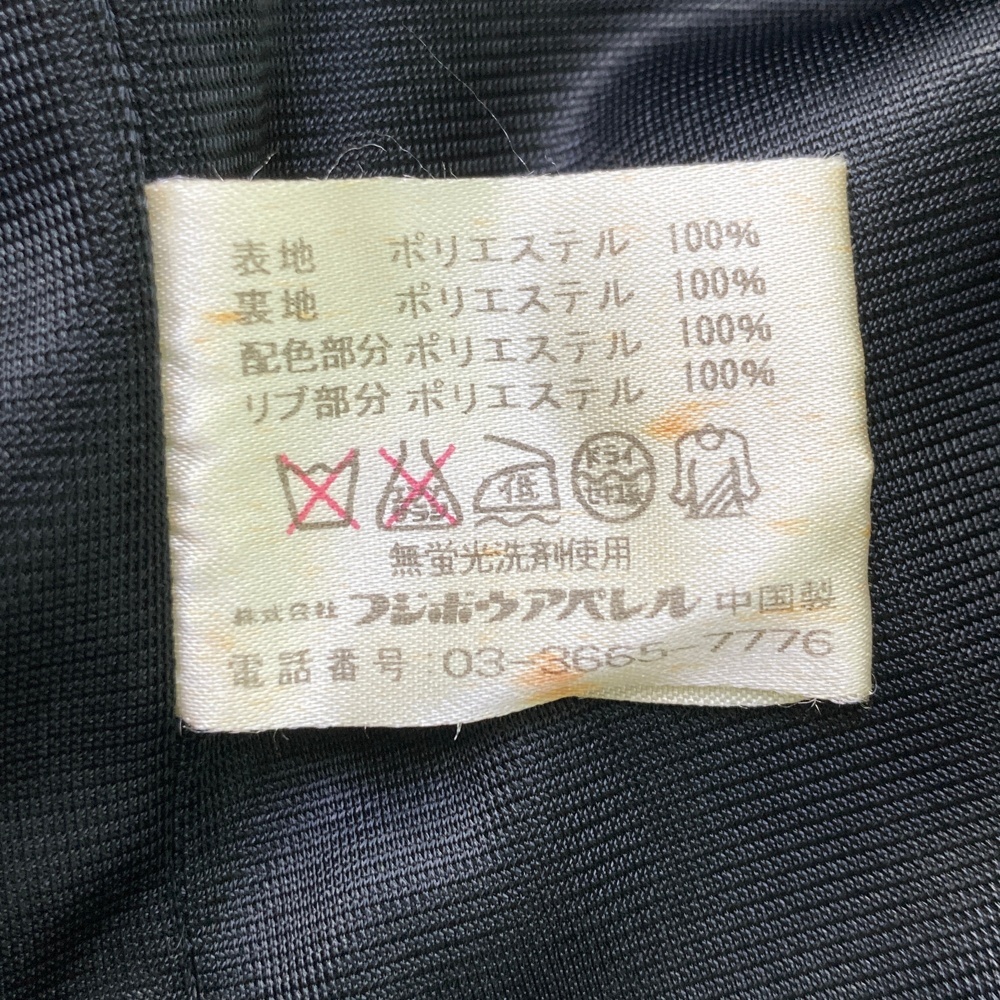 表地 ポリエステル 100%
裏地 ポリエステル 100%
配色部分 ポリエステル 100%
リブ部分 ポリエステル 100%
低 ドライ
無蛍光洗剤使用
株式会社 フジボウアパレル 中国製
電話番号 03-3665-7776